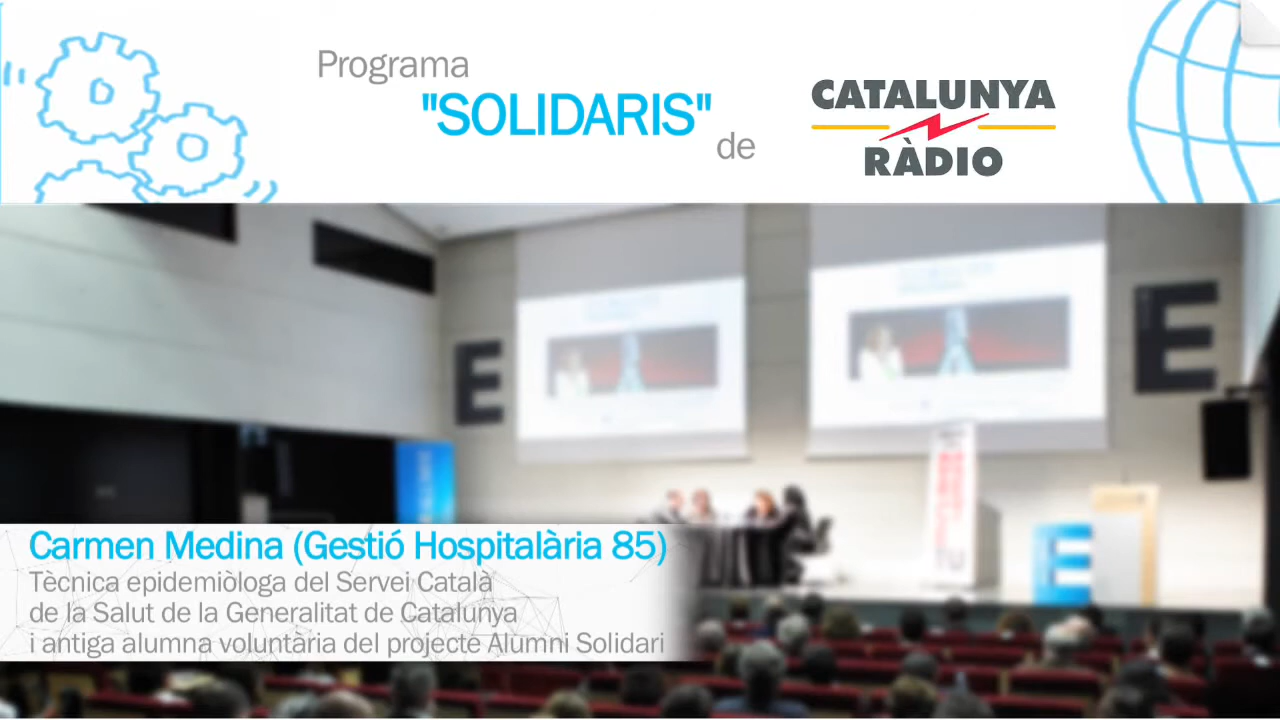 Programa
"SOLIDARIS"
de
CATALUNYA
RÀDIO
E
E
E
Carmen Medina (Gestió Hospitalària 85)
Tècnica epidemiòloga del Servei Català
de la Salut de la Generalitat de Catalunya
i antiga alumna voluntària del projecte Alumni Solidari